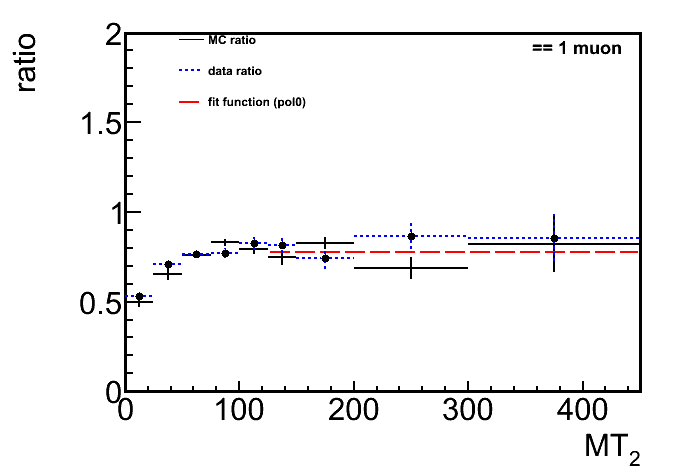 ratio
2
1.5
1
0.5
0
MC ratio
data ratio
fit function (pol0)
== 1 muon
0 100 200 300 400
MT2